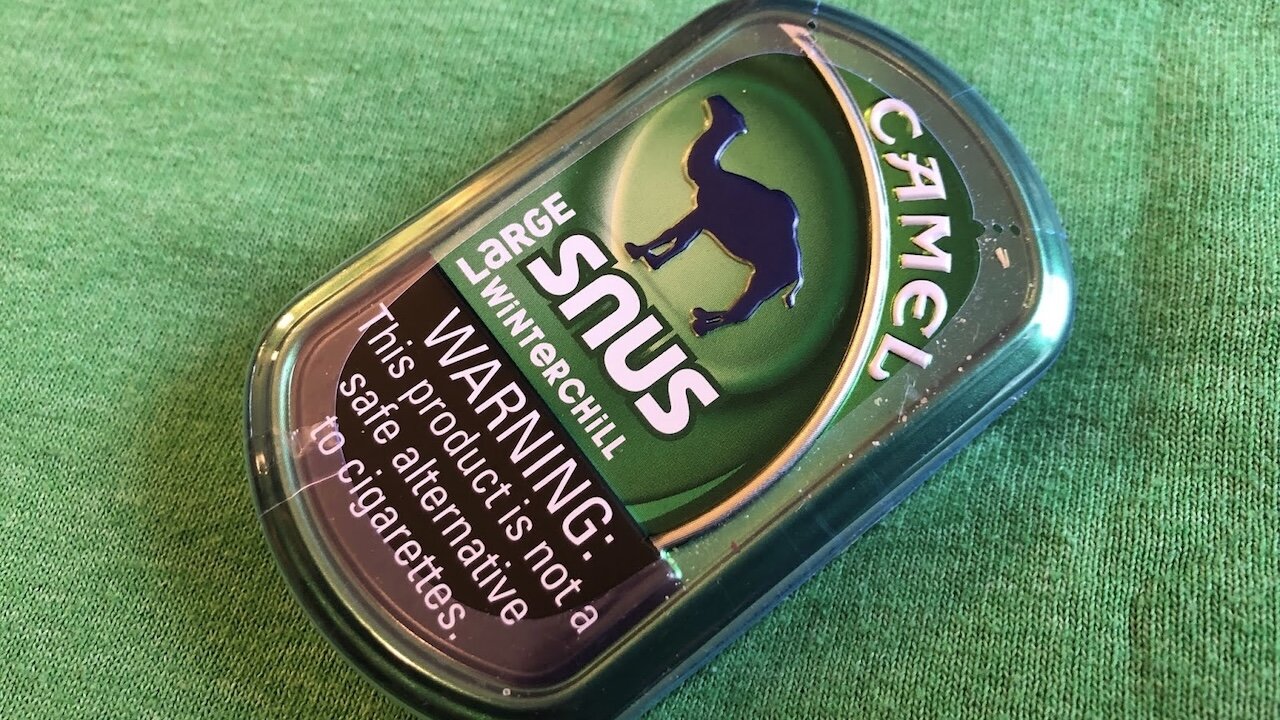 CAMEL
LaRGE
SNUS
WiNTeRCHiLL
WARNING:
This product is not a
safe alternative
to cigarettes.